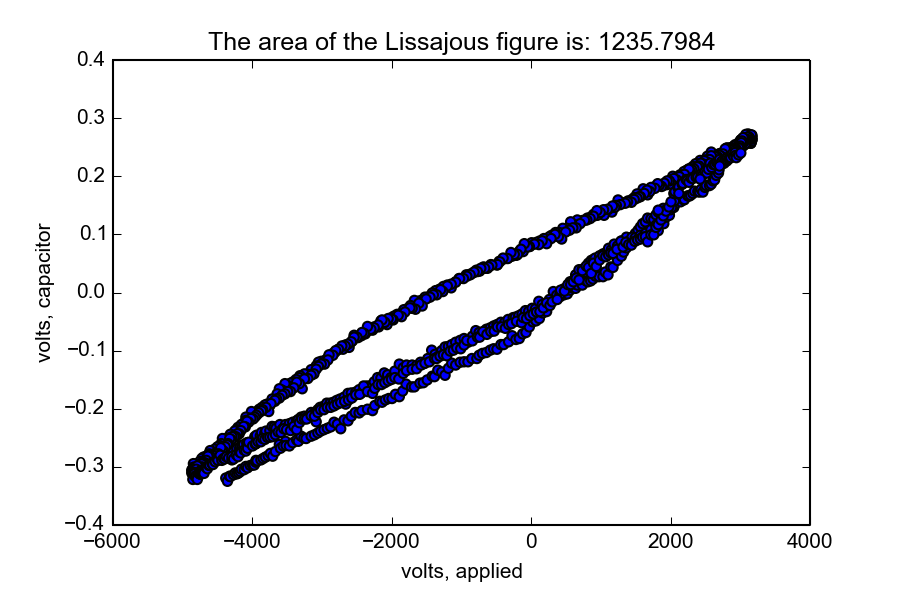 The area of the Lissajous figure is: 1235.7984
0.4
0.3
0.2
0.1
0.0
−0.1
−0.2
−0.3
−0.4
volts, capacitor
−6000 −4000 −2000 0 2000 4000
volts, applied